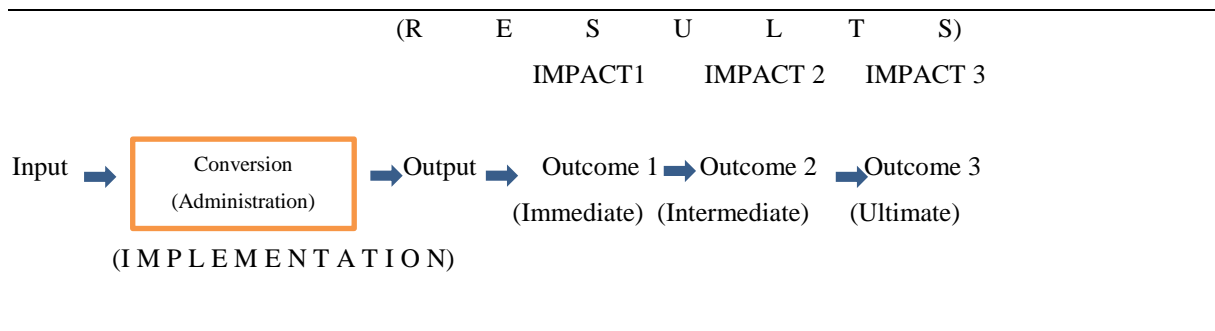 (R E S U L T S)
IMPACT1 IMPACT 2 IMPACT 3
Input Conversion Output Outcome 1 Outcome 2 Outcome 3
(Administration)
(Immediate) (Intermediate) (Ultimate)
(I M P L E M E N T A T I O N)